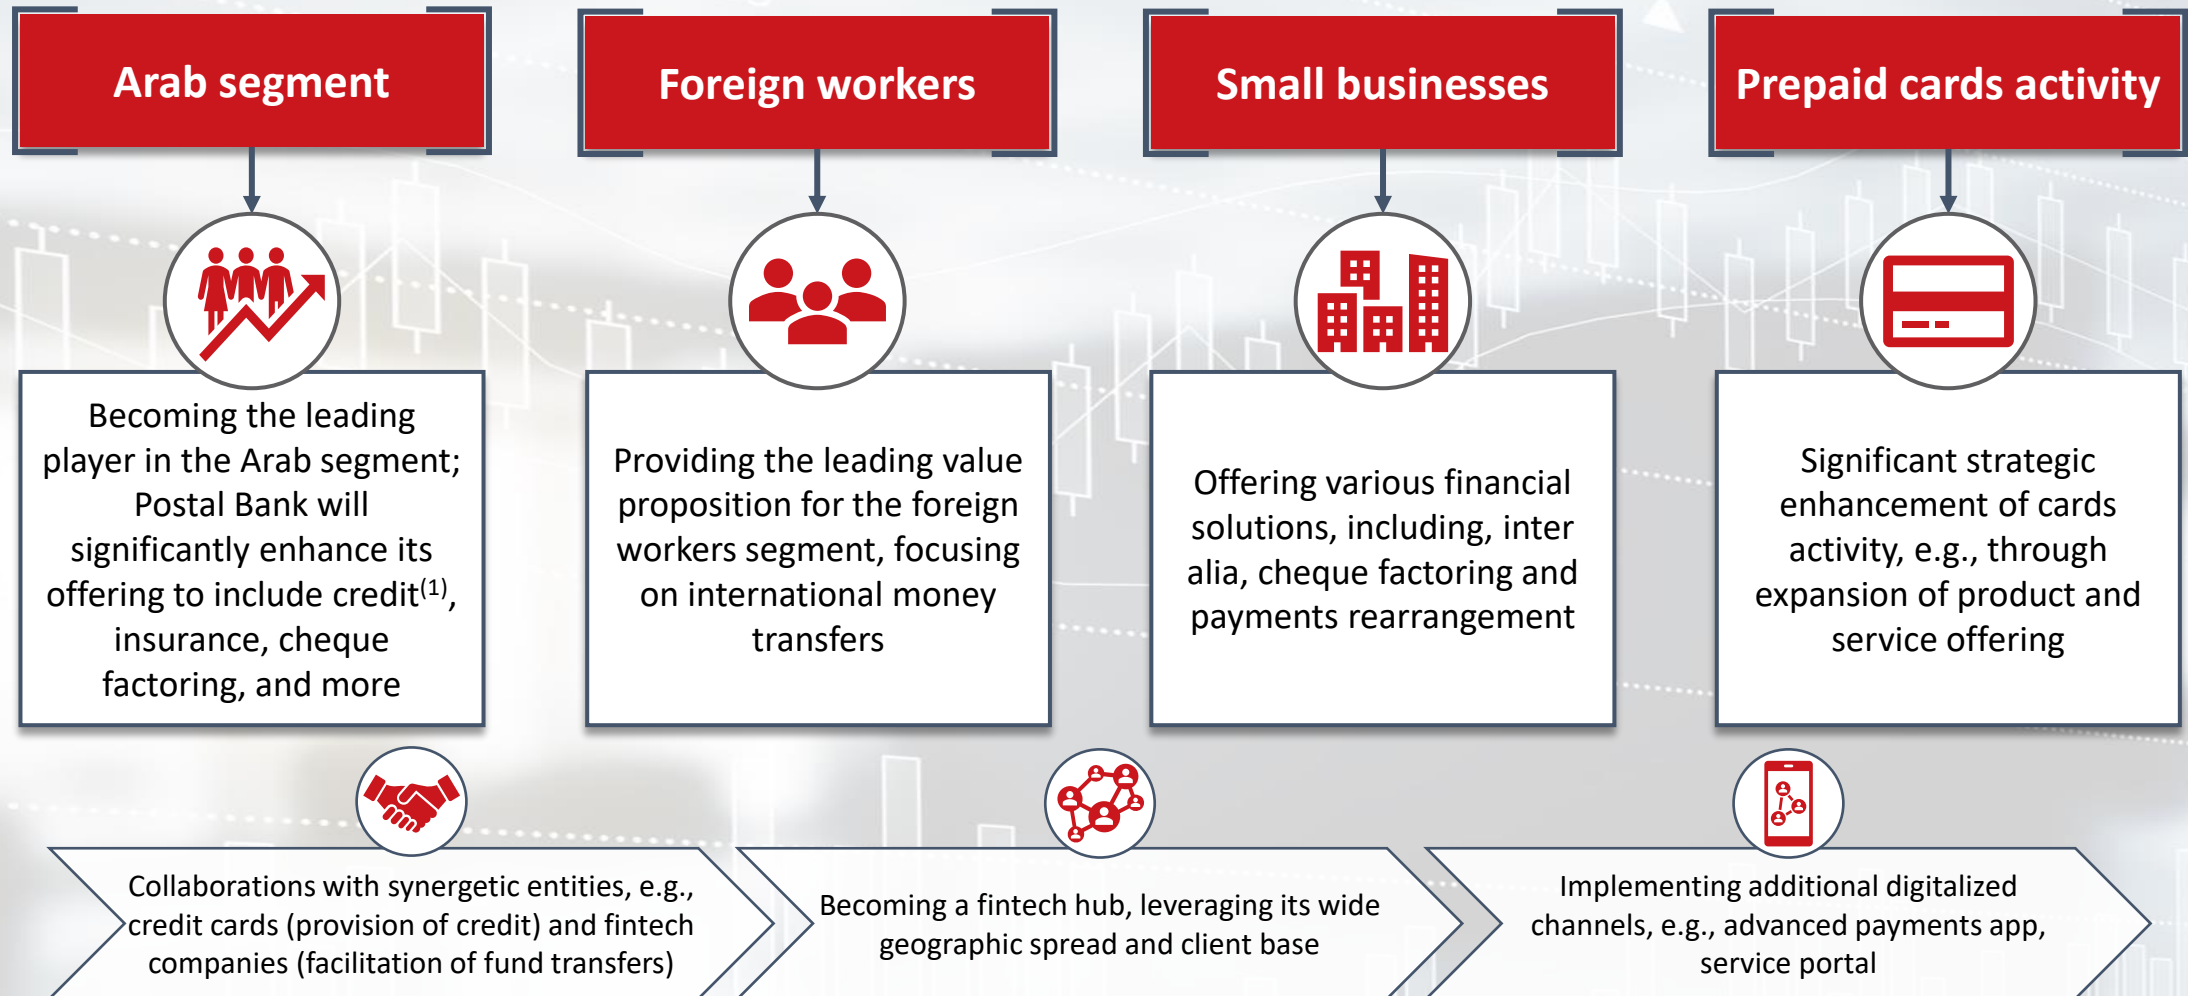 Arab segment
Foreign workers
Small businesses
Prepaid cards activity
Becoming the leading
player in the Arab segment;
Postal Bank will
significantly enhance its
offering to include credit(1),
insurance, cheque
factoring, and more
Providing the leading value
proposition for the foreign
workers segment, focusing
on international money
transfers
Offering various financial
solutions, including, inter
alia, cheque factoring and
payments rearrangement
Significant strategic
enhancement of cards
activity, e.g., through
expansion of product and
service offering
Collaborations with synergetic entities, e.g.,
credit cards (provision of credit) and fintech
companies (facilitation of fund transfers)
Becoming a fintech hub, leveraging its wide
geographic spread and client base
Implementing additional digitalized
channels, e.g., advanced payments app,
service portal